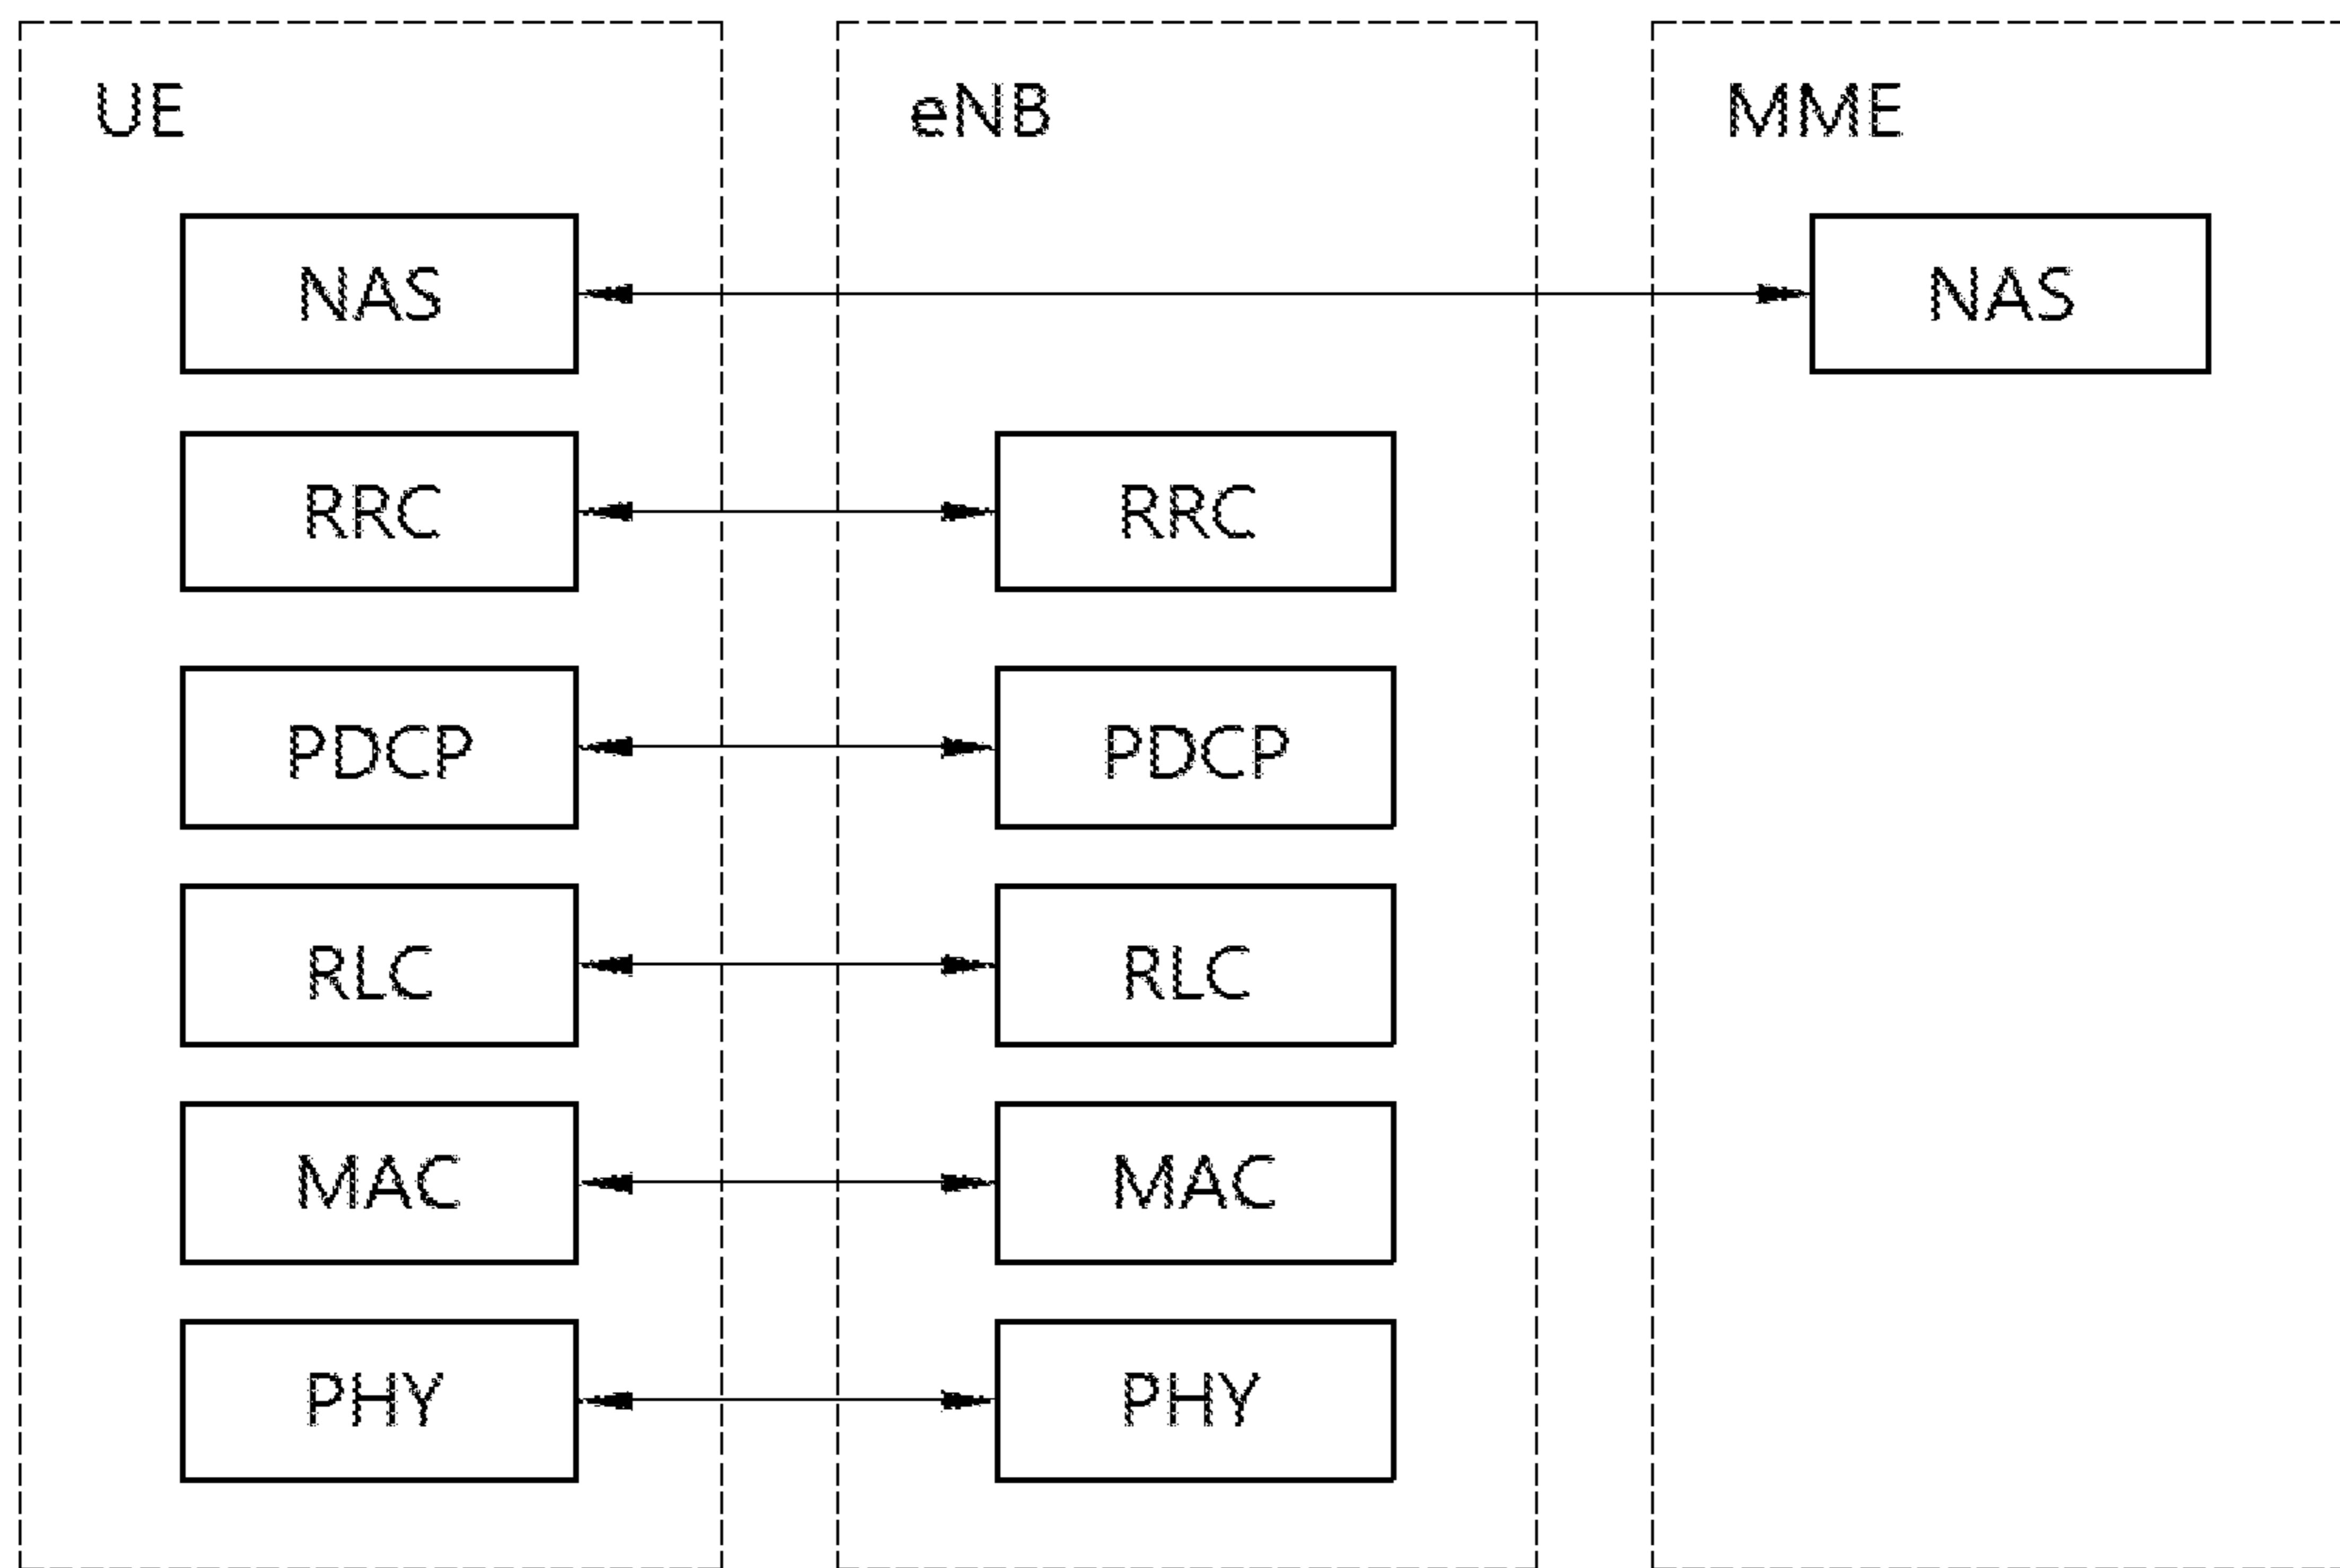 UE
eNB
MME
NAS
NAS
RRC
RRC
PDCP
PDCP
RLC
RLC
MAC
MAC
PHY
PHY